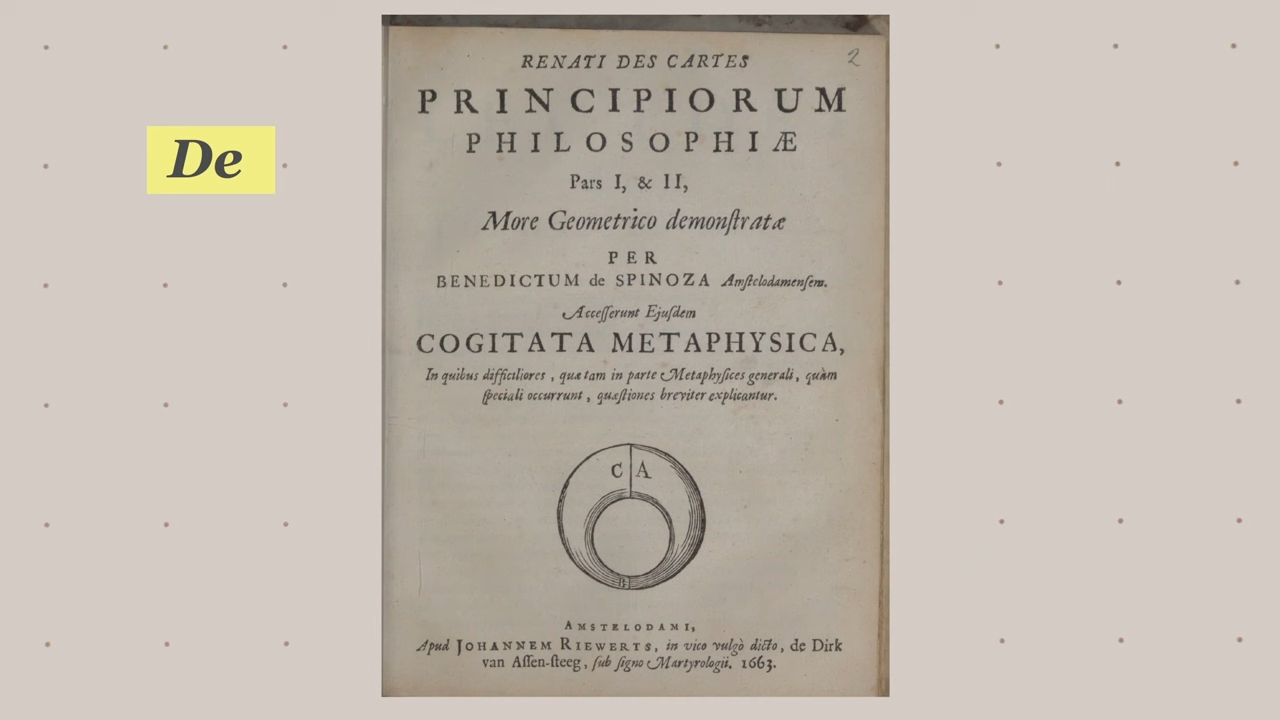 De
2
RENATI DES CARTES
PRINCIPIORUM
PHILOSOPHIÆ
Pars I, & II,
More Geometrico demonſtratæ
PER
BENEDICTUM de SPINOZA Amſtelodamenſem.
Acceſſerunt Ejuſdem
COGITATA METAPHYSICA,
In quibus difficiliores, quæ tam in parte Metaphyſices generali, quàm
ſpeciali occurrunt, quæſtiones breviter explicantur.
C A
B
AMSTELODAMI,
Apud JOHANNEM RIEWERTS, in vico vulgò dicto, de Dirk
van Aſſen-ſteeg, ſub ſigno Martyrologii. 1663.